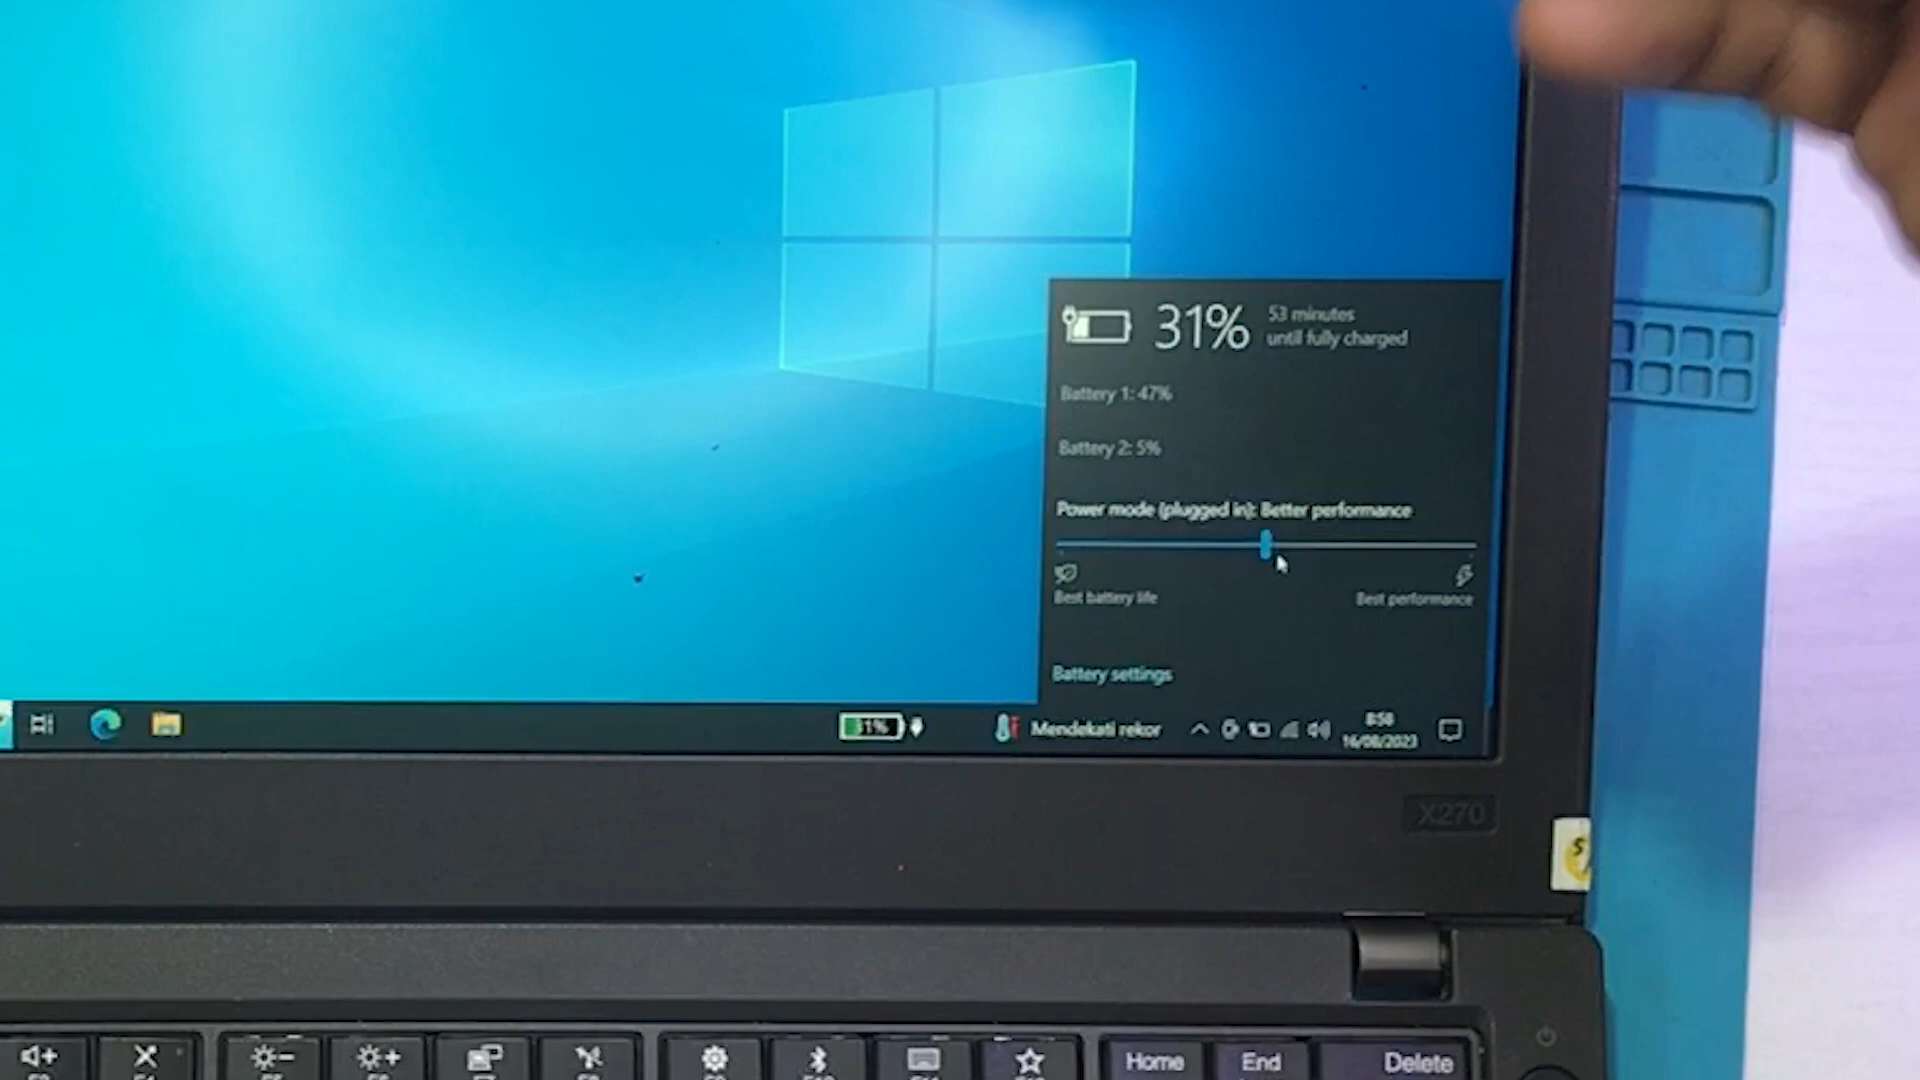 31%
53 minutes
until fully charged
Battery 1: 47%
Battery 2: 5%
Power mode (plugged in): Better performance
Best battery life
Best performance
Battery settings
31%
Mendekati rekor
8:58
16/08/2023
X270
Home
End
Delete